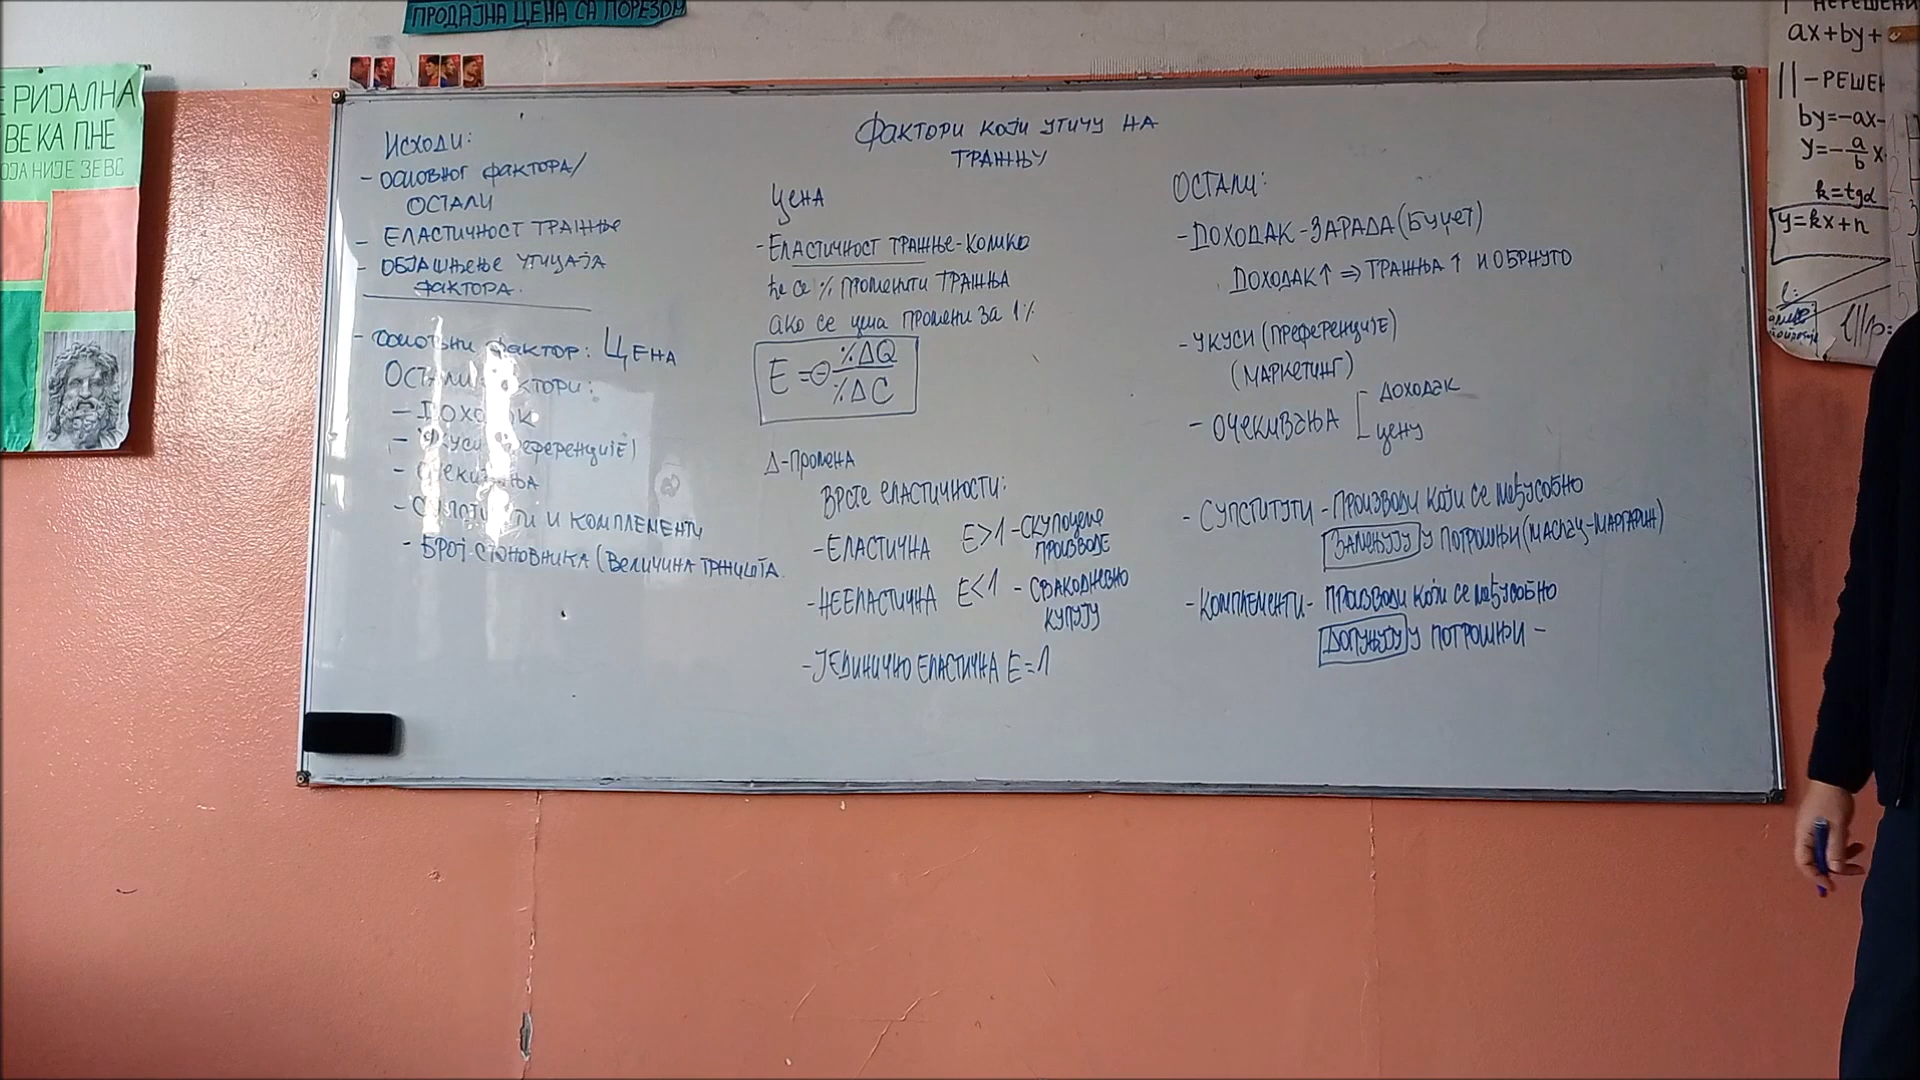 ПРОДАЈНА ЦЕНА СА ПОРЕЗОМ
РИЈАЛНА
ВЕКА П.НЕ
ОЈА НИЈЕ ЗЕВС
Фактори који утичу на
тражњу
Исходи:
- основног фактора/
остали
- Еластичност тражње
- објашњење утицаја
фактора.
- основни фактор: Цена
Остали фактори:
- Доходак
- Укуси (преференције)
- очекивања
- Супститути и комплементи
- Број становника (Величина тржишта.
Цена
- Еластичност тражње - колико
ће се % променти тражња
ако се цена промени за 1%
E = - %ΔQ / %ΔC
Δ - промена
Врсте еластичности:
- Еластична E>1 - скупоцене
производе
- Нееластична E<1 - свакодневно
купују
- Јединично еластична E=1
Остали:
- Доходак - зарада (буџет)
Доходак ↑ ⇒ тражња ↑ и обрнуто
- Укуси (преференције)
(маркетинг)
- Очекивања доходак
цену
- Супститути - производи који се међусобно
замењују у потрошњи (маслац - маргарин)
- Комплементи - производи који се међусобно
допуњују у потрошњи -
ax+by+
|| - РЕШЕ
by=-ax-
y=-a/b x
k=tgα
y=kx+n